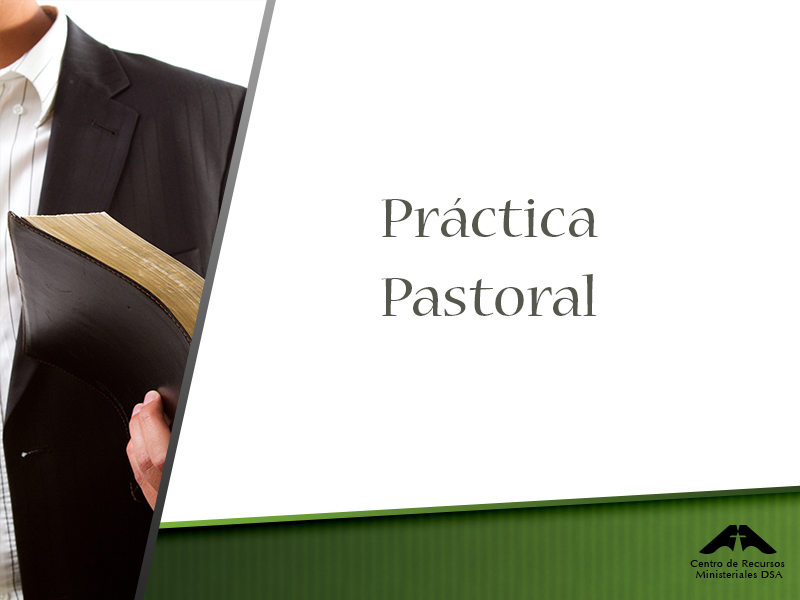 Práctica
Pastoral
Centro de Recursos
Ministeriales DSA